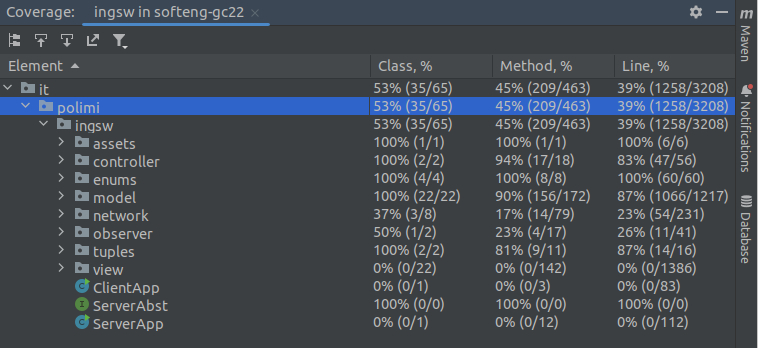 Coverage: ingsw in softeng-gc22
Element Class, % Method, % Line, %
it 53% (35/65) 45% (209/463) 39% (1258/3208)
polimi 53% (35/65) 45% (209/463) 39% (1258/3208)
ingsw 53% (35/65) 45% (209/463) 39% (1258/3208)
assets 100% (1/1) 100% (1/1) 100% (6/6)
controller 100% (2/2) 94% (17/18) 83% (47/56)
enums 100% (4/4) 100% (8/8) 100% (60/60)
model 100% (22/22) 90% (156/172) 87% (1066/1217)
network 37% (3/8) 17% (14/79) 23% (54/231)
observer 50% (1/2) 23% (4/17) 26% (11/41)
tuples 100% (2/2) 81% (9/11) 87% (14/16)
view 0% (0/22) 0% (0/142) 0% (0/1386)
ClientApp 0% (0/1) 0% (0/3) 0% (0/83)
ServerAbst 100% (0/0) 100% (0/0) 100% (0/0)
ServerApp 0% (0/1) 0% (0/12) 0% (0/112)
m Maven
Notifications
Database